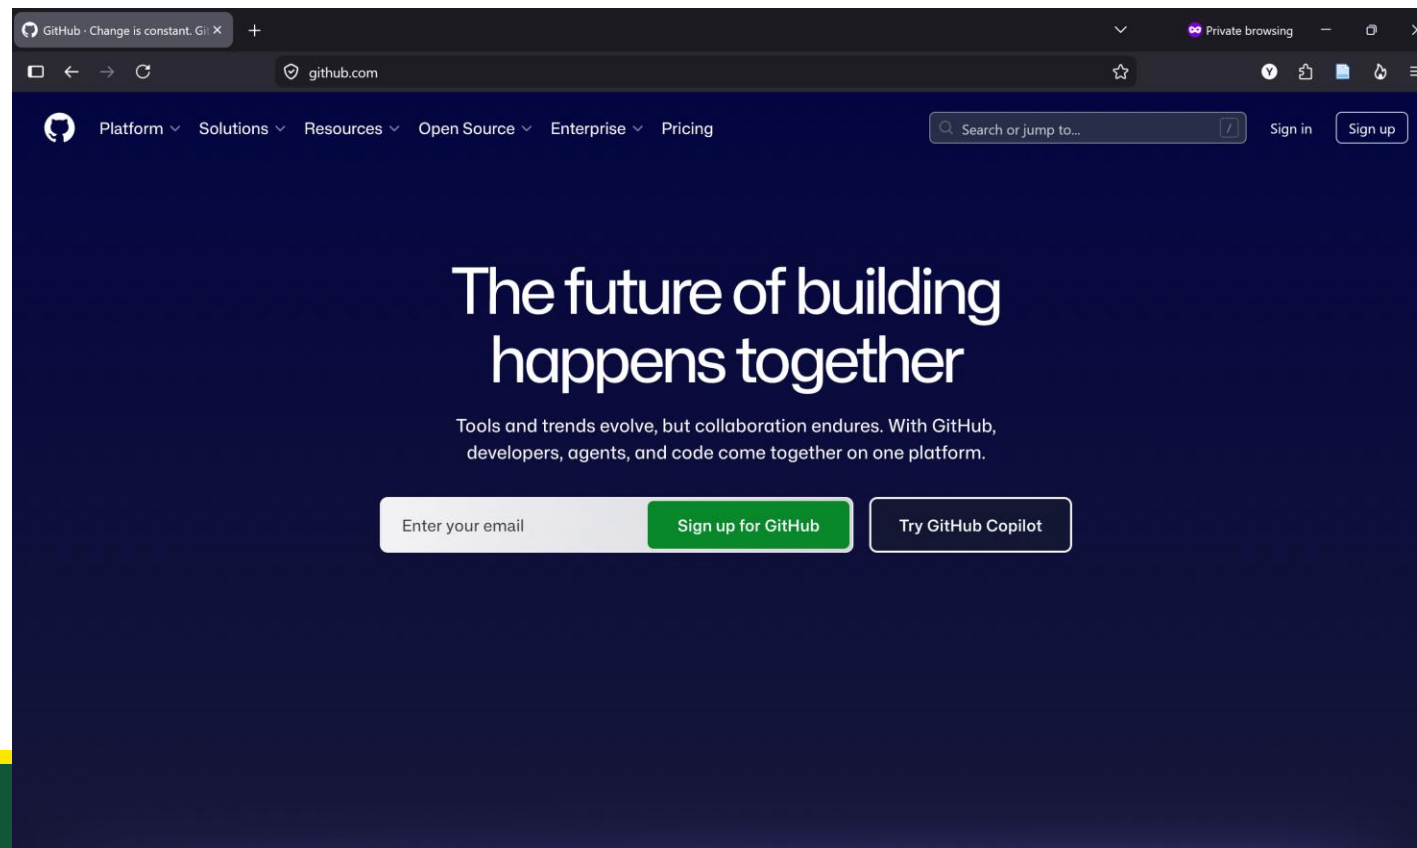 GitHub · Change is constant. Git
Private browsing
github.com
Platform Solutions Resources Open Source Enterprise Pricing
Search or jump to... /
Sign in
Sign up
The future of building
happens together
Tools and trends evolve, but collaboration endures. With GitHub,
developers, agents, and code come together on one platform.
Enter your email
Sign up for GitHub
Try GitHub Copilot